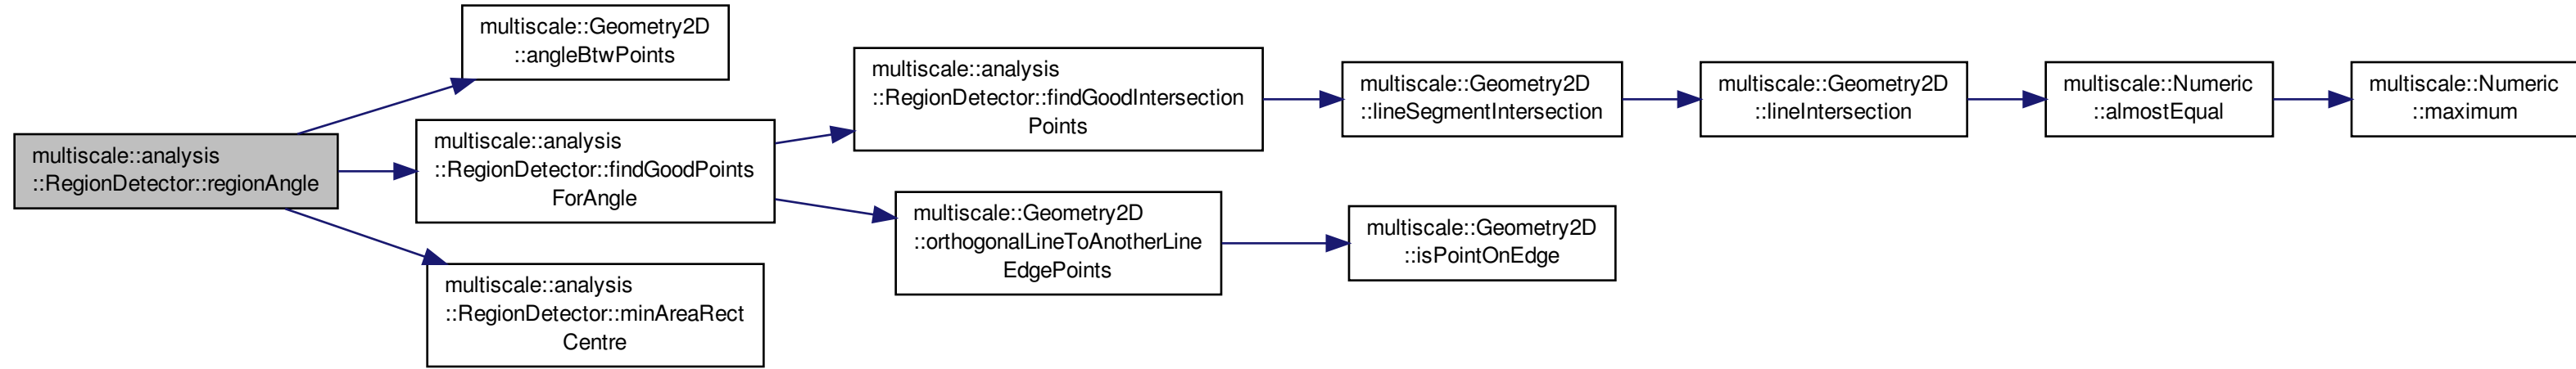 multiscale::analysis
::RegionDetector::regionAngle
multiscale::Geometry2D
::angleBtwPoints
multiscale::analysis
::RegionDetector::findGoodPoints
ForAngle
multiscale::analysis
::RegionDetector::minAreaRect
Centre
multiscale::analysis
::RegionDetector::findGoodIntersection
Points
multiscale::Geometry2D
::orthogonalLineToAnotherLine
EdgePoints
multiscale::Geometry2D
::lineSegmentIntersection
multiscale::Geometry2D
::isPointOnEdge
multiscale::Geometry2D
::lineIntersection
multiscale::Numeric
::almostEqual
multiscale::Numeric
::maximum